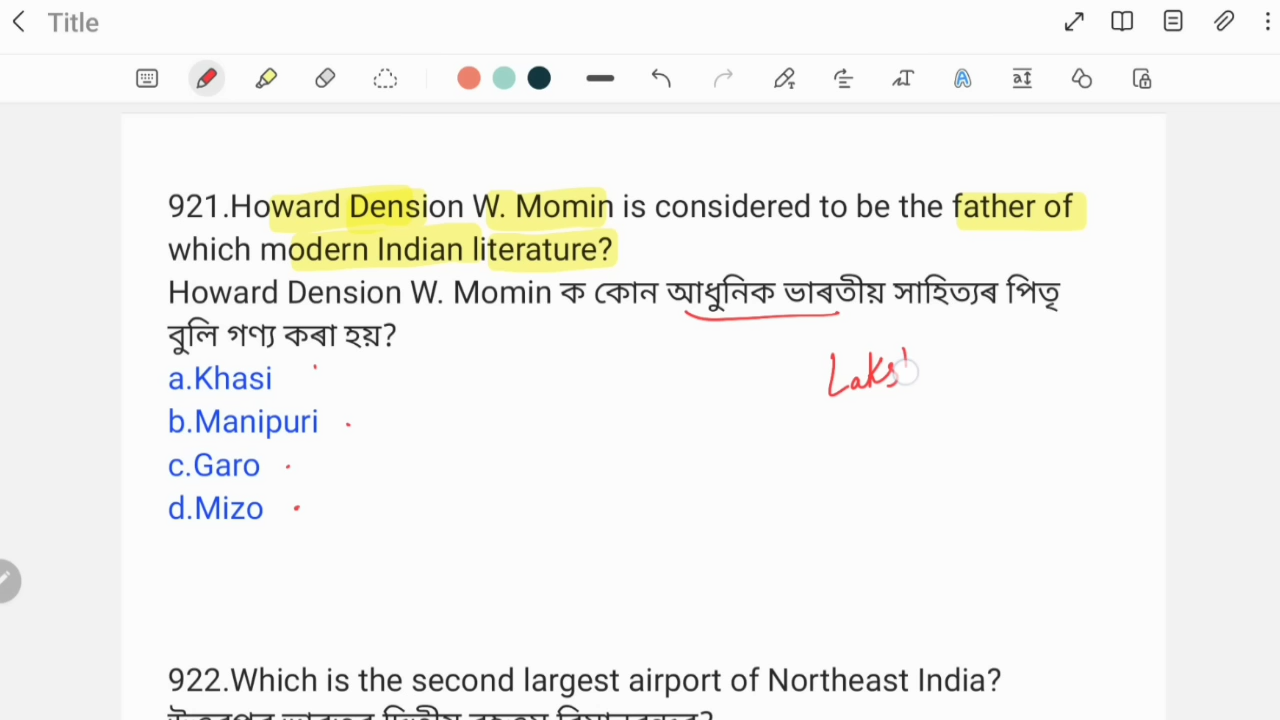 Title
921.Howard Dension W. Momin is considered to be the father of
which modern Indian literature?
Howard Dension W. Momin ক কোন আধুনিক ভাৰতীয় সাহিত্যৰ পিতৃ
বুলি গণ্য কৰা হয়?
a.Khasi
Laks
b.Manipuri
c.Garo
d.Mizo
922.Which is the second largest airport of Northeast India?